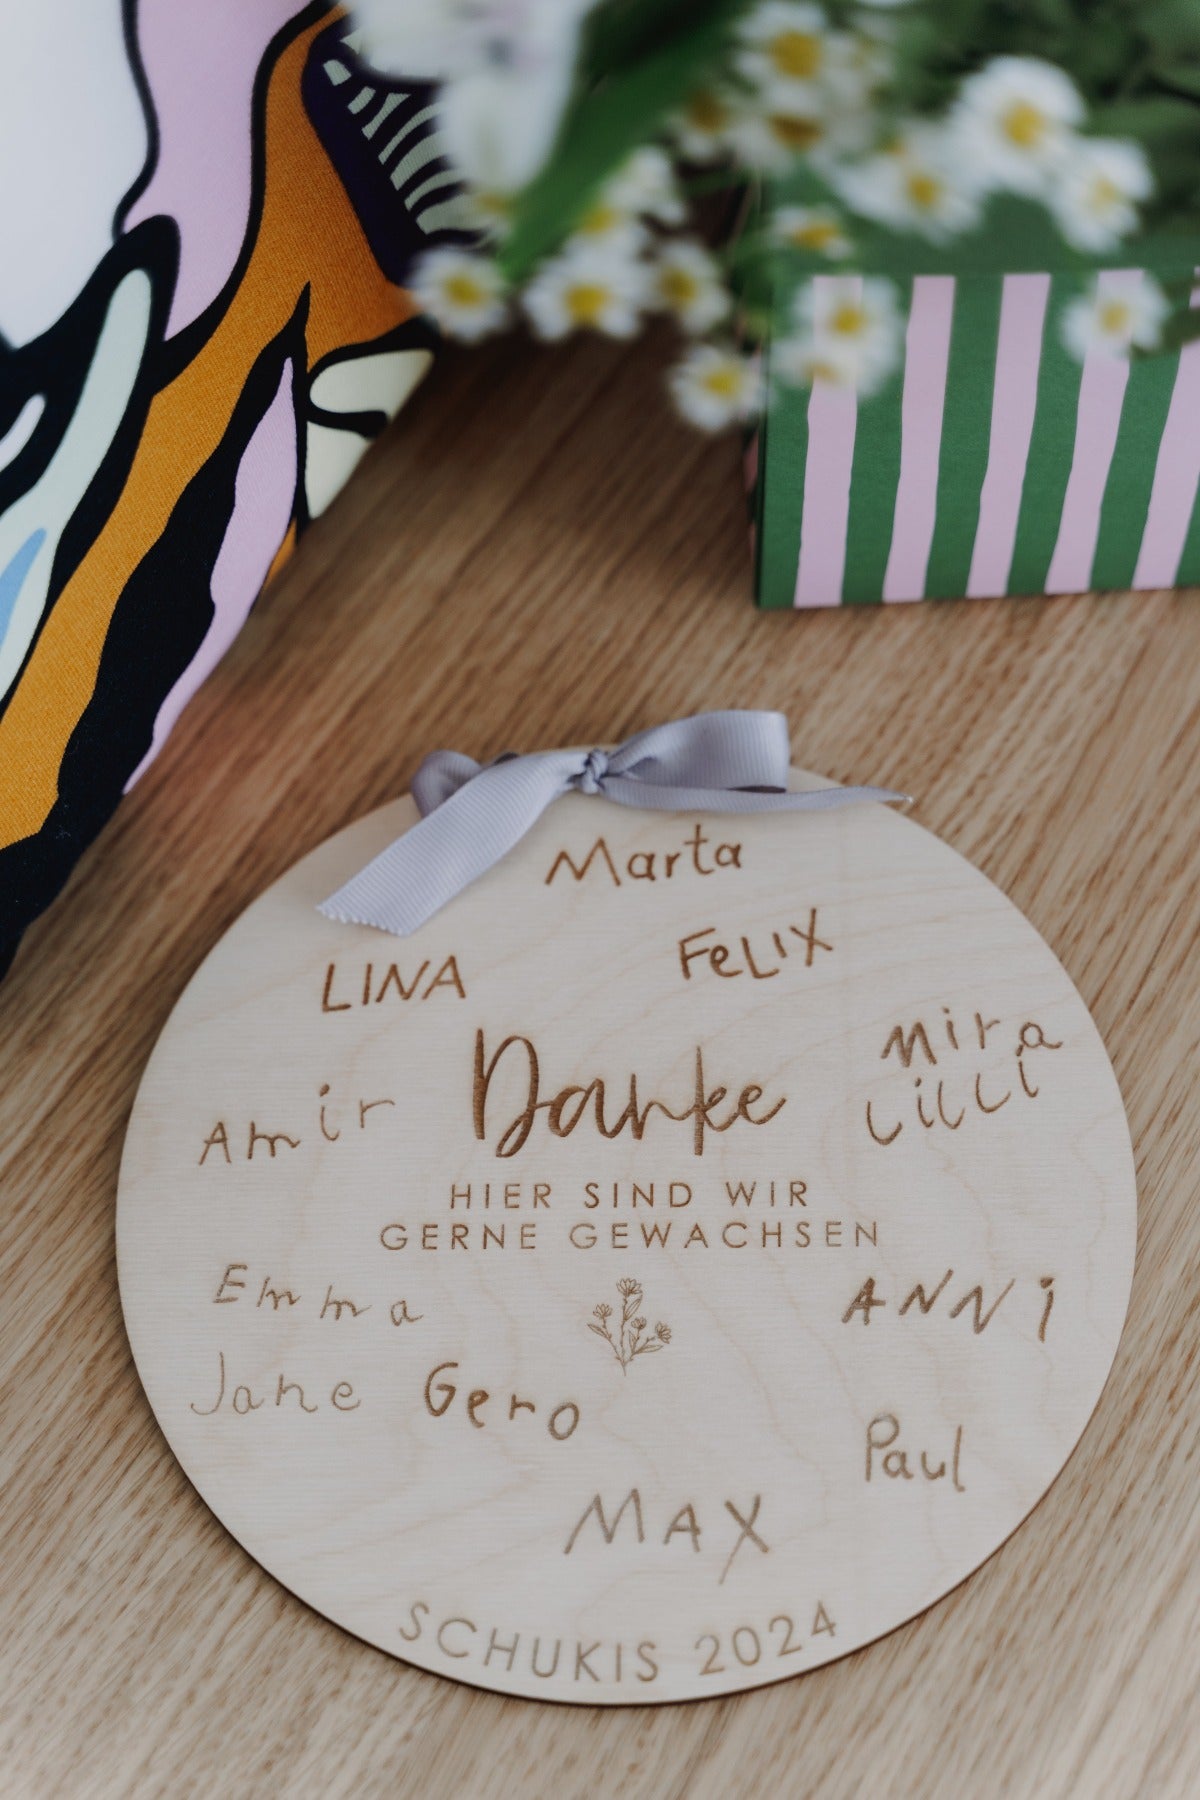 Marta
FeLIX
LINA
Mira
Lilli
Amir
Danke
HIER SIND WIR
GERNE GEWACHSEN
Emma
ANNi
Jane
Gero
Paul
MAX
SCHUKIS 2024